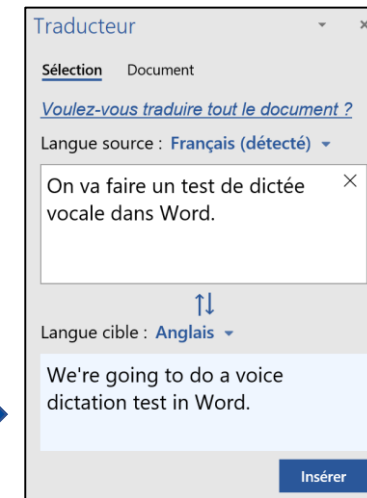 Traducteur
Sélection Document
Voulez-vous traduire tout le document ?
Langue source : Français (détecté)
On va faire un test de dictée
vocale dans Word.
Langue cible : Anglais
We're going to do a voice
dictation test in Word.
Insérer